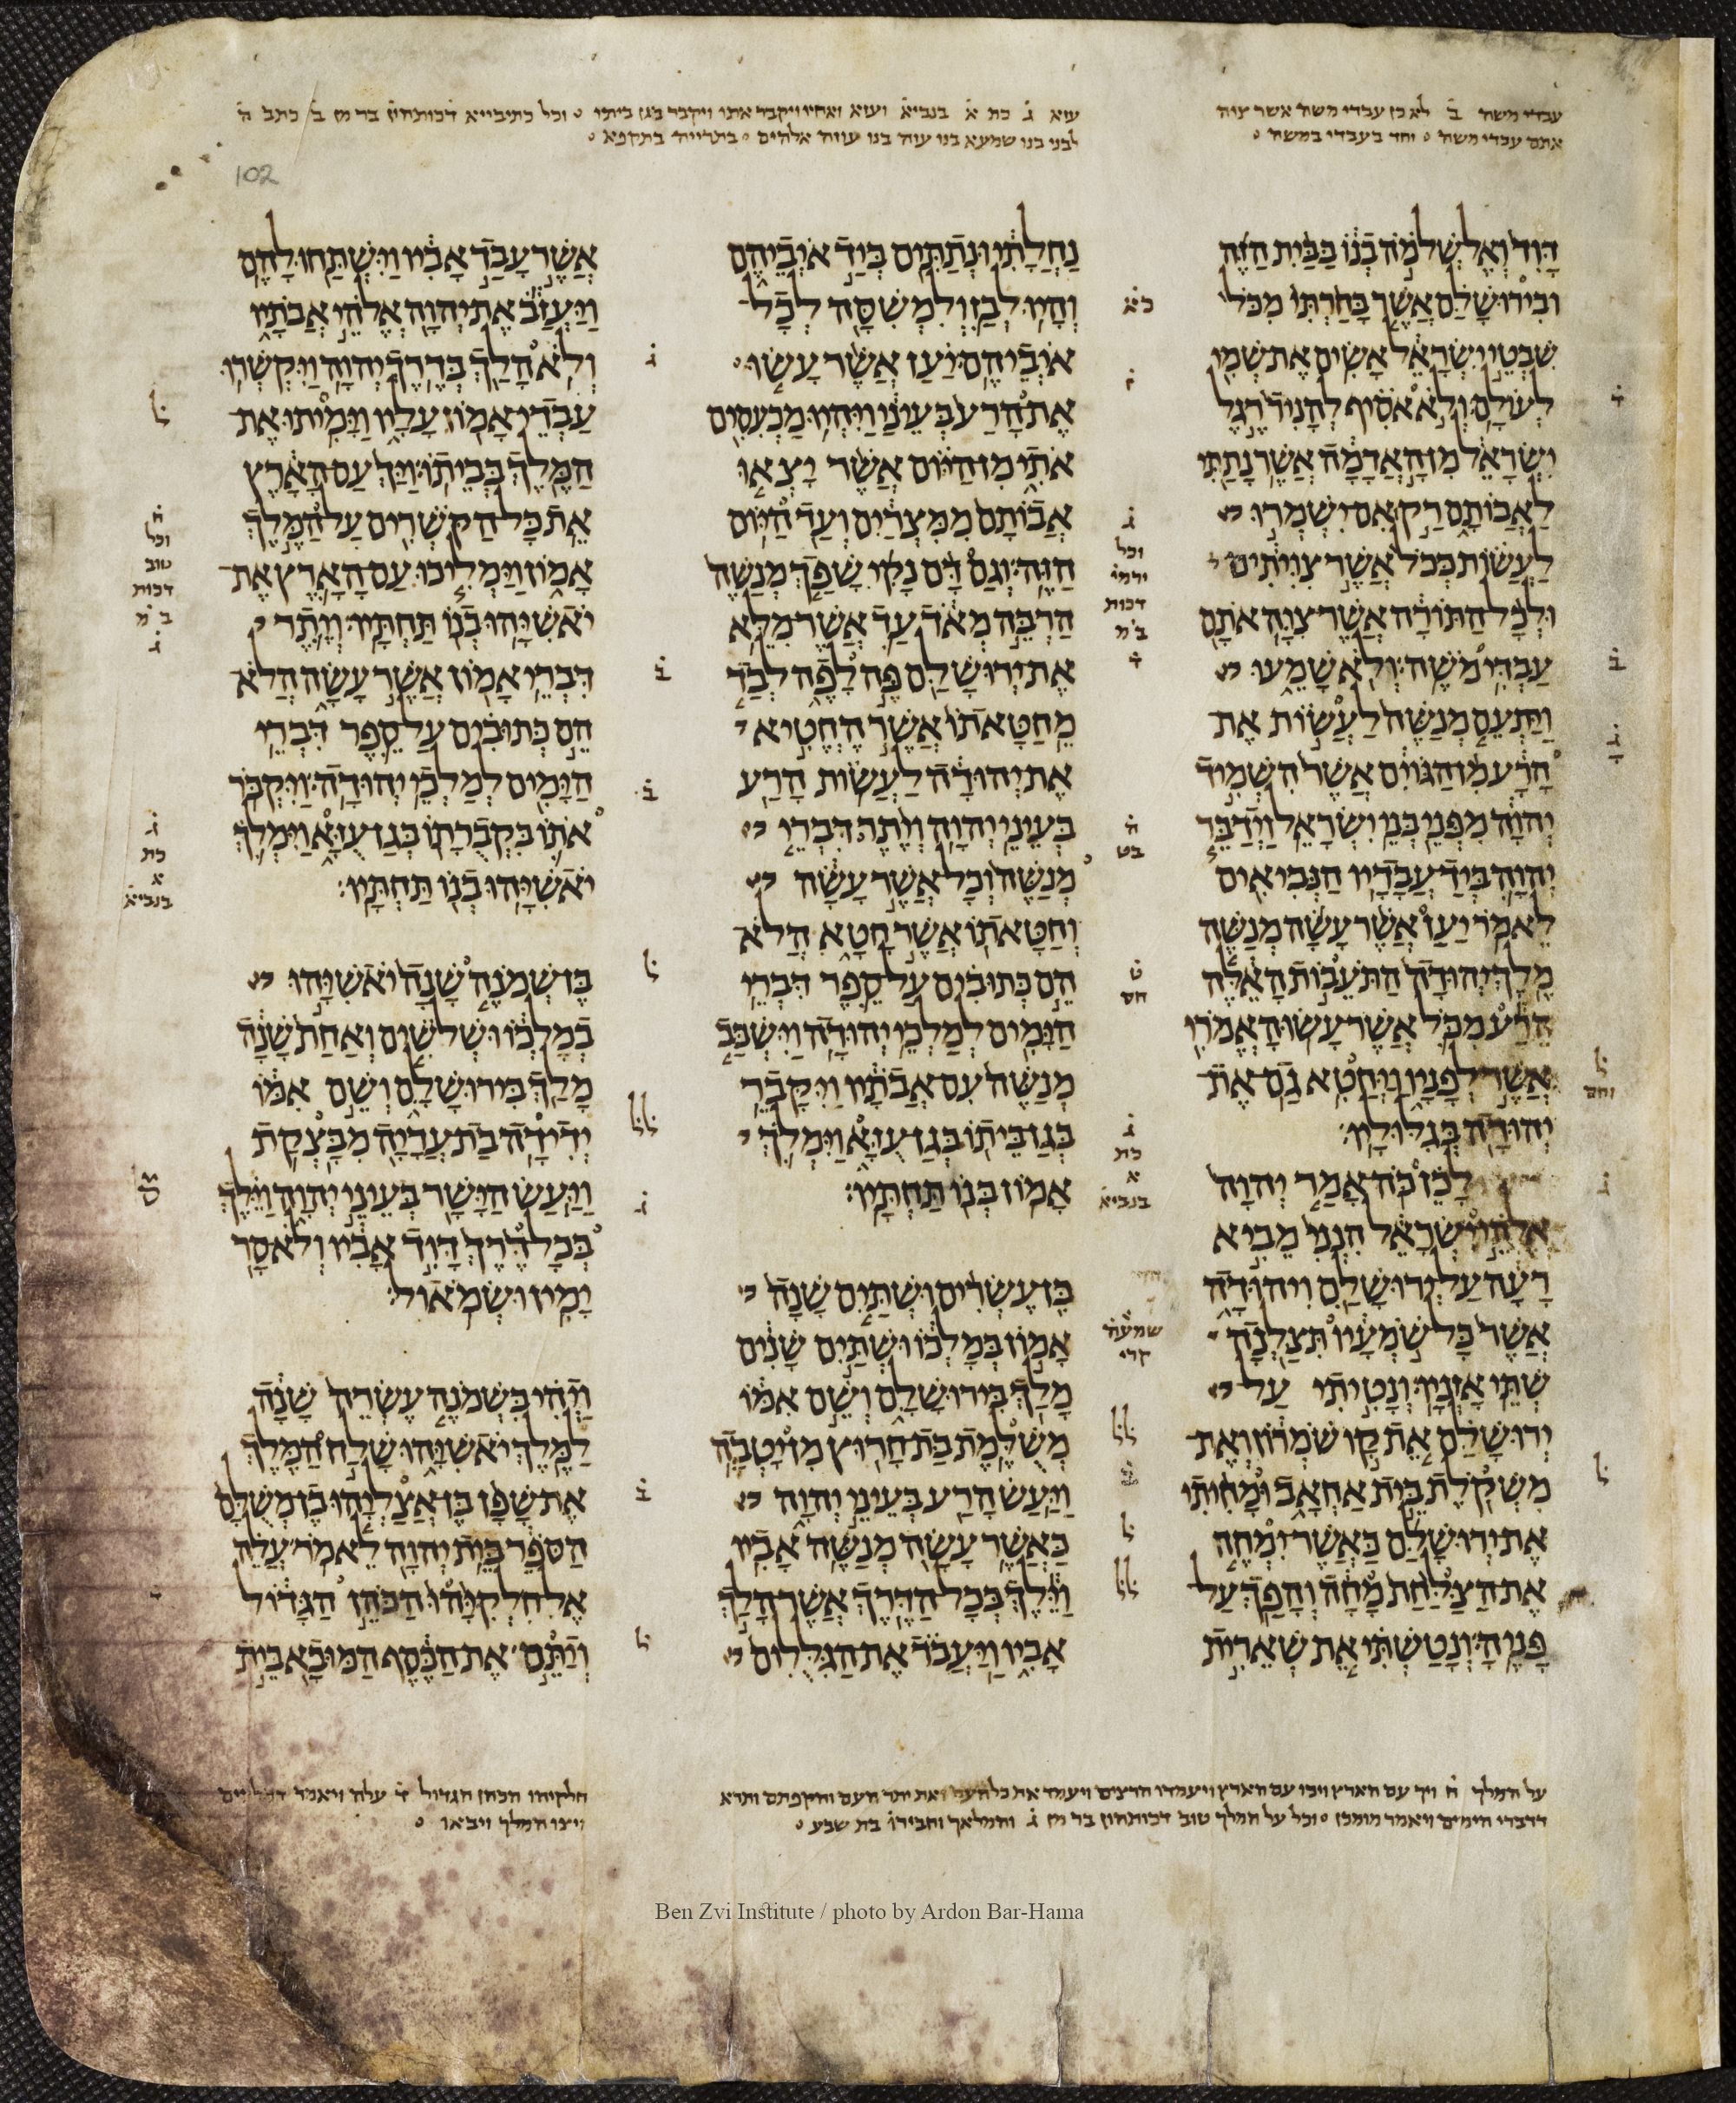 עבדי משה ב לא כן עבדי משה אשר צוה
אתם עבדי משה וחד בעבדי במשה
עזא ג כת א בנביא ועזא ואחיו ויקבר אתו ויקבר בגן ביתו וכל כתיבייא דכותהון בר מן ב כתב ה
לבני בנו שמעא בנו עזה בנו עוזה אלהים בתרייה בתקפא
102
דוד ואל שלמה בנו בבית הזה
ובירושלם אשר בחרתי מכל
שבטי ישראל אשים את שמי
לעולם ולא אסיף להניד רגל
ישראל מן האדמה אשר נתתי
לאבותם רק אם ישמרו
לעשות ככל אשר צויתים
ולכל התורה אשר צוה אתם
עבדי משה ולא שמעו
ויתעם מנשה לעשות את
הרע מן הגוים אשר השמיד
יהוה מפני בני ישראל וידבר
יהוה ביד עבדיו הנביאים
לאמר יען אשר עשה מנשה
מלך יהודה התעבות האלה
הרע מכל אשר עשו האמרי
אשר לפניו ויחטא גם את
יהודה בגלוליו
לכן כה אמר יהוה
אלהי ישראל הנני מביא
רעה על ירושלם ויהודה
אשר כל שמעיו תצלנה
שתי אזניו ונטיתי על
ירושלם את קו שמרון ואת
משקלת בית אחאב ומחיתי
את ירושלם כאשר ימחה
את הצלחת מחה והפך על
פניה ונטשתי את שארית
כא
ג
וכל
ירמי
דכות
ב מ
ה
בט
ט
חס
ג
כת
א
בנביא
שמעה
קרי
נחלתי ונתתים ביד איביהם
והיו לבז ולמשסה לכל
איביהם יען אשר עשו
את הרע בעיני ויהיו מכעסים
אתי מן היום אשר יצאו
אבותם ממצרים ועד היום
הזה וגם דם נקי שפך מנשה
הרבה מאד עד אשר מלא
את ירושלם פה לפה לבד
מחטאתו אשר החטיא
את יהודה לעשות הרע
בעיני יהוה ויתר דברי
מנשה וכל אשר עשה
וחטאתו אשר חטא הלא
הם כתובים על ספר דברי
הימים למלכי יהודה וישכב
מנשה עם אבתיו ויקבר
בגן ביתו בגן עזא וימלך
אמון בנו תחתיו
בן עשרים ושתים שנה
אמון במלכו ושתים שנים
מלך בירושלם ושם אמו
משלמת בת חרוץ מן יטבה
ויעש הרע בעיני יהוה
כאשר עשה מנשה אביו
וילך בכל הדרך אשר הלך
אביו ויעבד את הגללים
אשר עבד אביו וישתחו להם
ויעזב את יהוה אלהי אבתיו
ולא הלך בדרך יהוה ויקשרו
עבדי אמון עליו וימיתו את
המלך בביתו ויך עם הארץ
את כל הקשרים על המלך
אמון וימליכו עם הארץ את
יאשיהו בנו תחתיו ויתר
דברי אמון אשר עשה הלא
הם כתובים על ספר דברי
הימים למלכי יהודה ויקבר
אתו בקברתו בגן עזא וימלך
יאשיהו בנו תחתיו
בן שמנה שנה יאשיהו
במלכו ושלשים ואחת שנה
מלך בירושלם ושם אמו
ידידה בת עדיה מבצקת
ויעש הישר בעיני יהוה וילך
בכל דרך דוד אביו ולא סר
ימין ושמאול
ויהי בשמנה עשרה שנה
למלך יאשיהו שלח המלך
את שפן בן אצליהו בן משלם
הספר בית יהוה לאמר עלה
אל חלקיהו הכהן הגדול
ויתם את הכסף המובא בית
ח
וכל
טוב
דכות
ב מ
ג
ג
כת
א
בנביא
על המלך ח ויך עם הארץ ויכו עם הארץ ויעמדו הרצים ויעמד את כל העם ואת יתר העם והקפתם ותרא
דדברי הימים ויאמר ממוכן וכל על המלך טוב דכותהון בר מן ג והמלאך וחבירו בת שבע
חלקיהו הכהן הגדול ד עלה ויאמר
ויצו המלך ויבאו
Ben Zvi Institute / photo by Ardon Bar-Hama